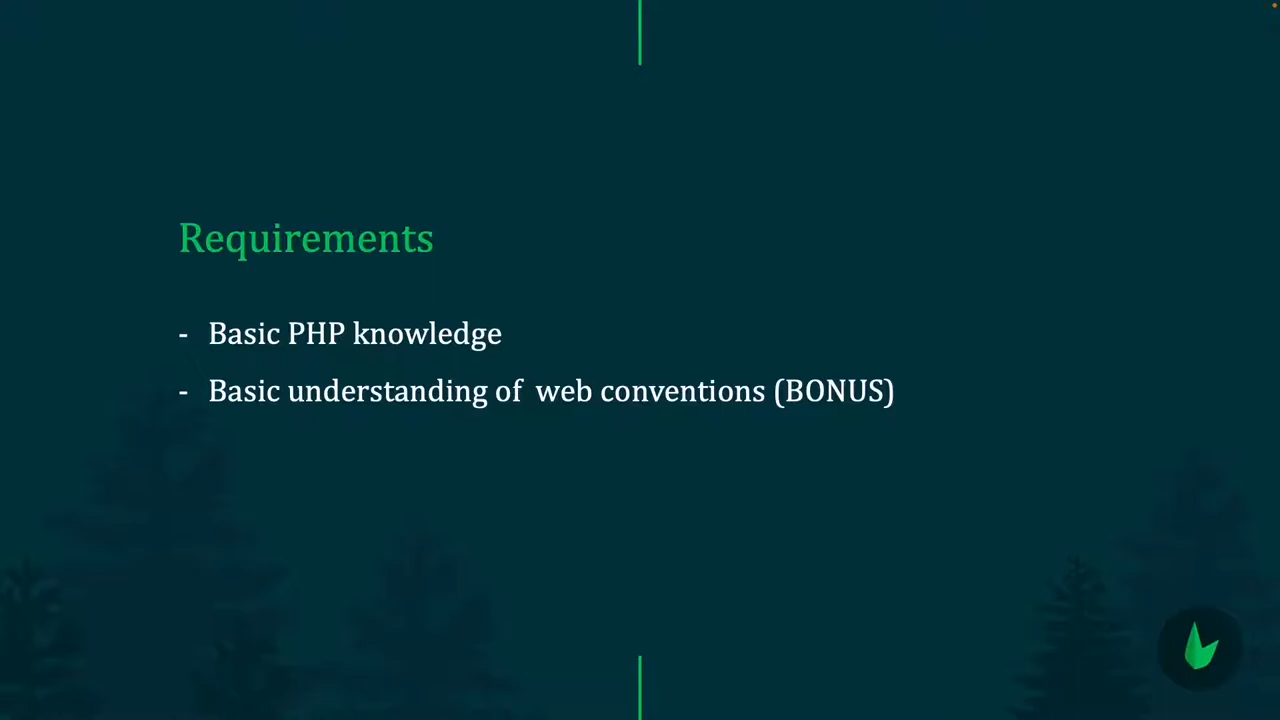 Requirements
- Basic PHP knowledge
- Basic understanding of web conventions (BONUS)